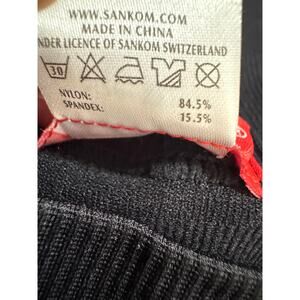 WWW.SANKOM.COM
MADE IN CHINA
NDER LICENCE OF SANKOM SWITZERLAND
30
NYLON: 84.5%
SPANDEX: 15.5%